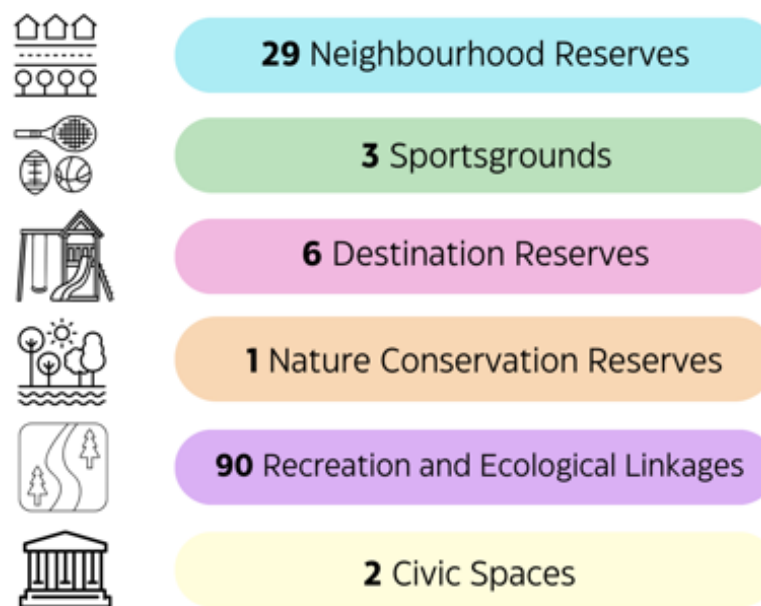 29 Neighbourhood Reserves
3 Sportsgrounds
6 Destination Reserves
1 Nature Conservation Reserves
90 Recreation and Ecological Linkages
2 Civic Spaces